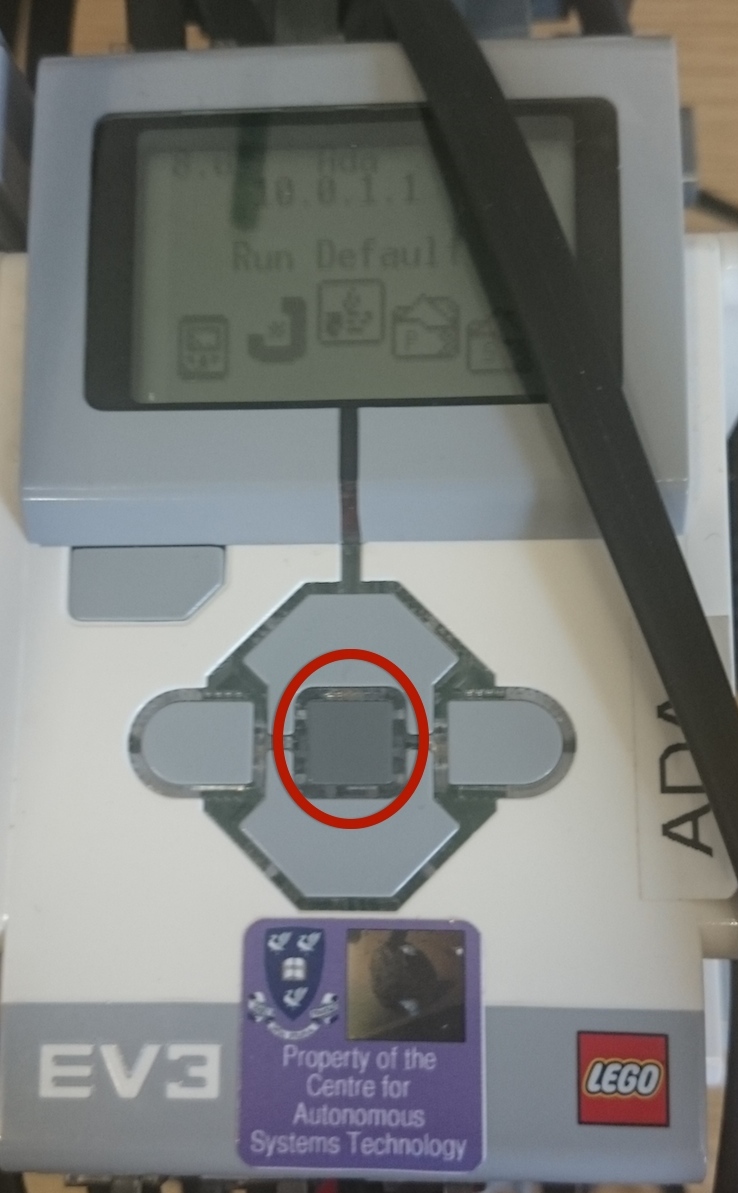 Ada
10.0.1.1
Run Default
P
S
ADA
Property of the
Centre for
Autonomous
Systems Technology
EV3
LEGO